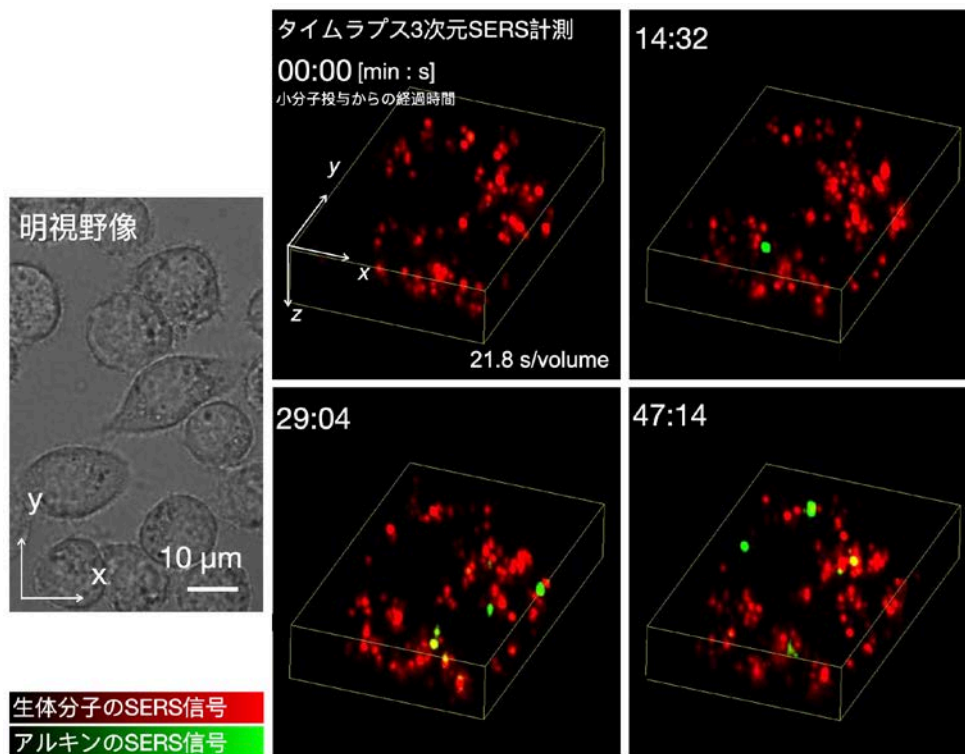 タイムラプス3次元SERS計測
00:00 [min : s]
小分子投与からの経過時間
y
x
z
21.8 s/volume
14:32
明視野像
y
x
10 µm
29:04
47:14
生体分子のSERS信号
アルキンのSERS信号